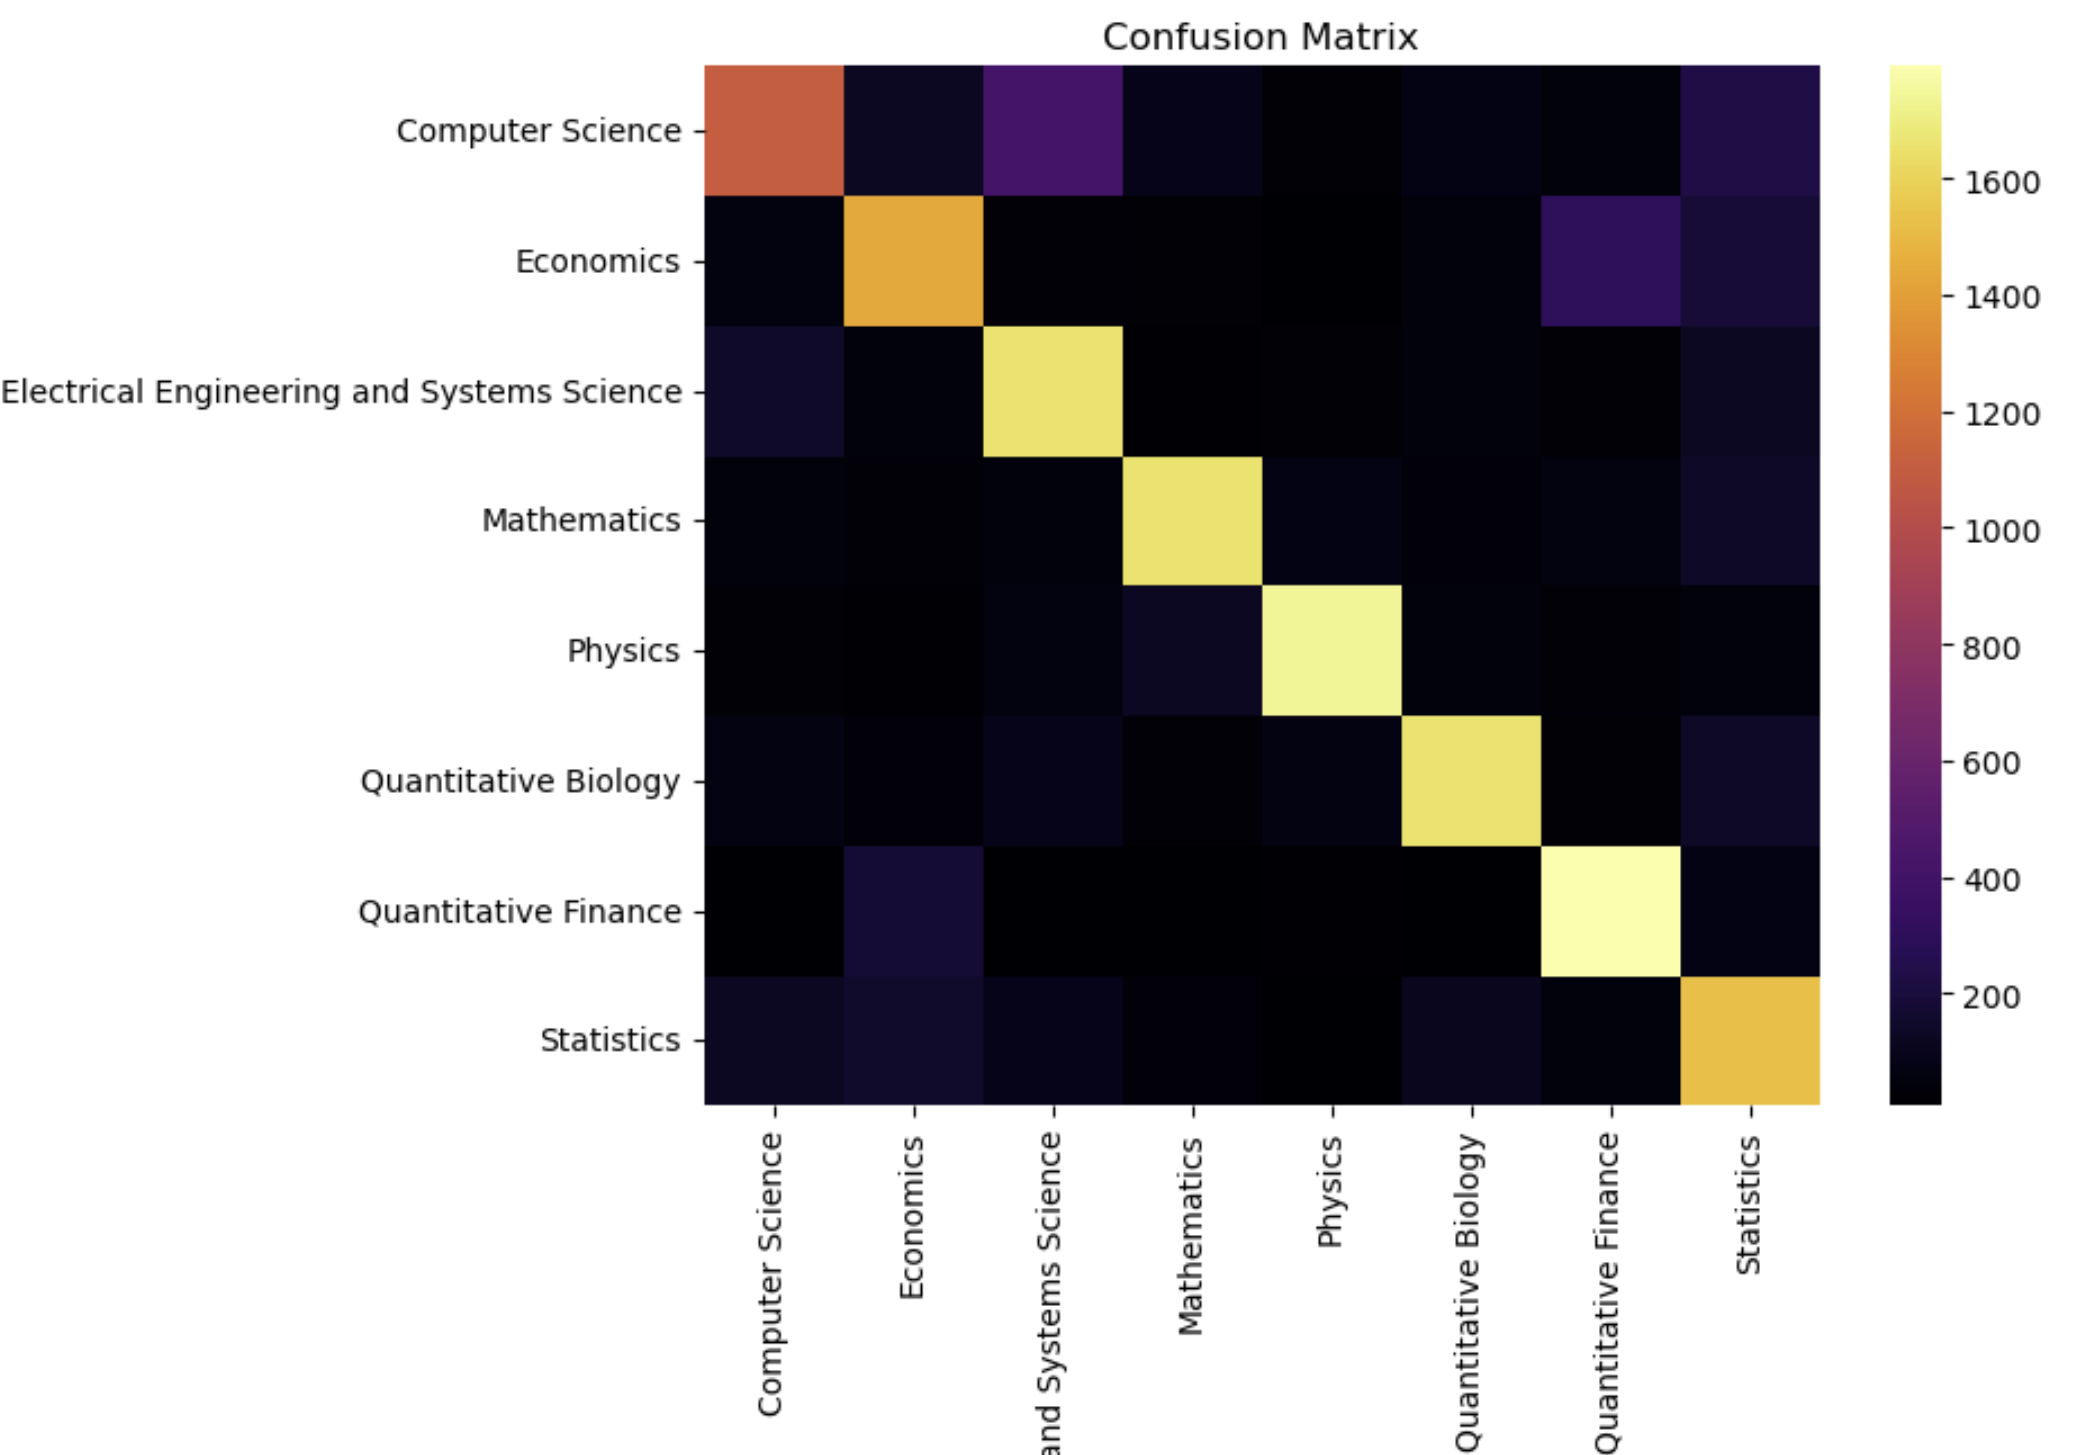 Confusion Matrix
Computer Science
Economics
Electrical Engineering and Systems Science
Mathematics
Physics
Quantitative Biology
Quantitative Finance
Statistics
1600
1400
1200
1000
800
600
400
200
Computer Science
Economics
and Systems Science
Mathematics
Physics
Quantitative Biology
Quantitative Finance
Statistics